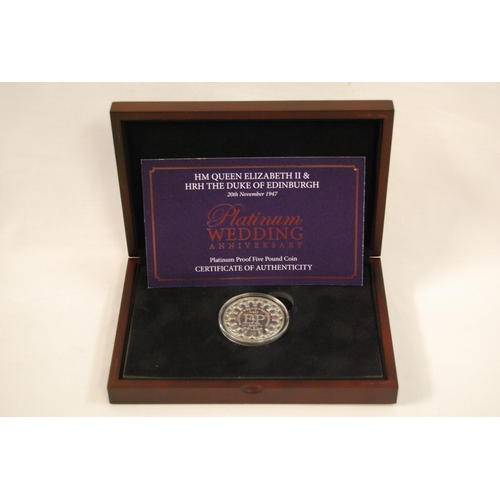 HM QUEEN ELIZABETH II &
HRH THE DUKE OF EDINBURGH
20th November 1947
Platinum
WEDDING
ANNIVERSARY
Platinum Proof Five Pound Coin
CERTIFICATE OF AUTHENTICITY
EP